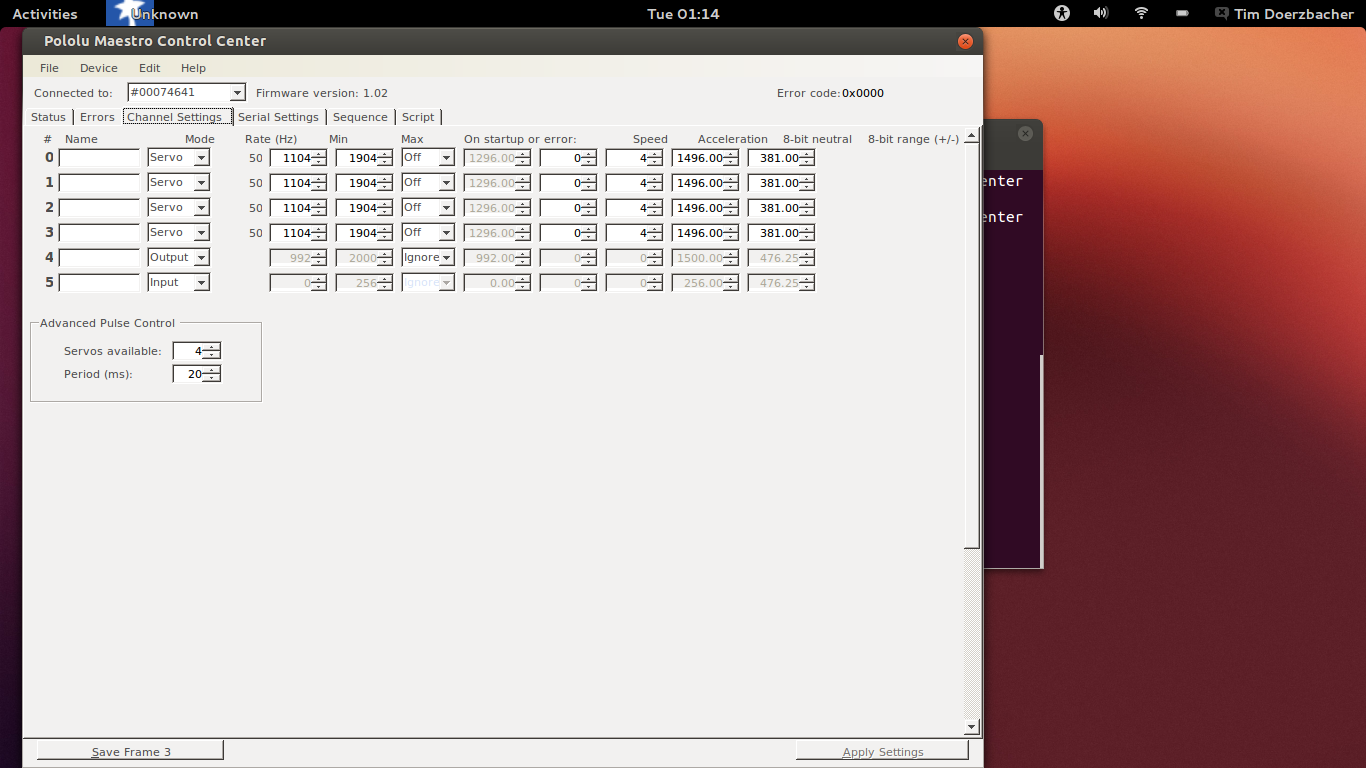 Activities Unknown Tue 01:14 Tim Doerzbacher
Pololu Maestro Control Center
File Device Edit Help
Connected to: #00074641 Firmware version: 1.02 Error code: 0x0000
Status Errors Channel Settings Serial Settings Sequence Script
# Name Mode Rate (Hz) Min Max On startup or error: Speed Acceleration 8-bit neutral 8-bit range (+/-)
0 Servo 50 1104 1904 Off 1296.00 0 4 1496.00 381.00
1 Servo 50 1104 1904 Off 1296.00 0 4 1496.00 381.00
enter
2 Servo 50 1104 1904 Off 1296.00 0 4 1496.00 381.00
enter
3 Servo 50 1104 1904 Off 1296.00 0 4 1496.00 381.00
4 Output 992 2000 Ignore 992.00 0 0 1500.00 476.25
5 Input 0 256 Ignore 0.00 0 0 256.00 476.25
Advanced Pulse Control
Servos available: 4
Period (ms): 20
Save Frame 3 Apply Settings